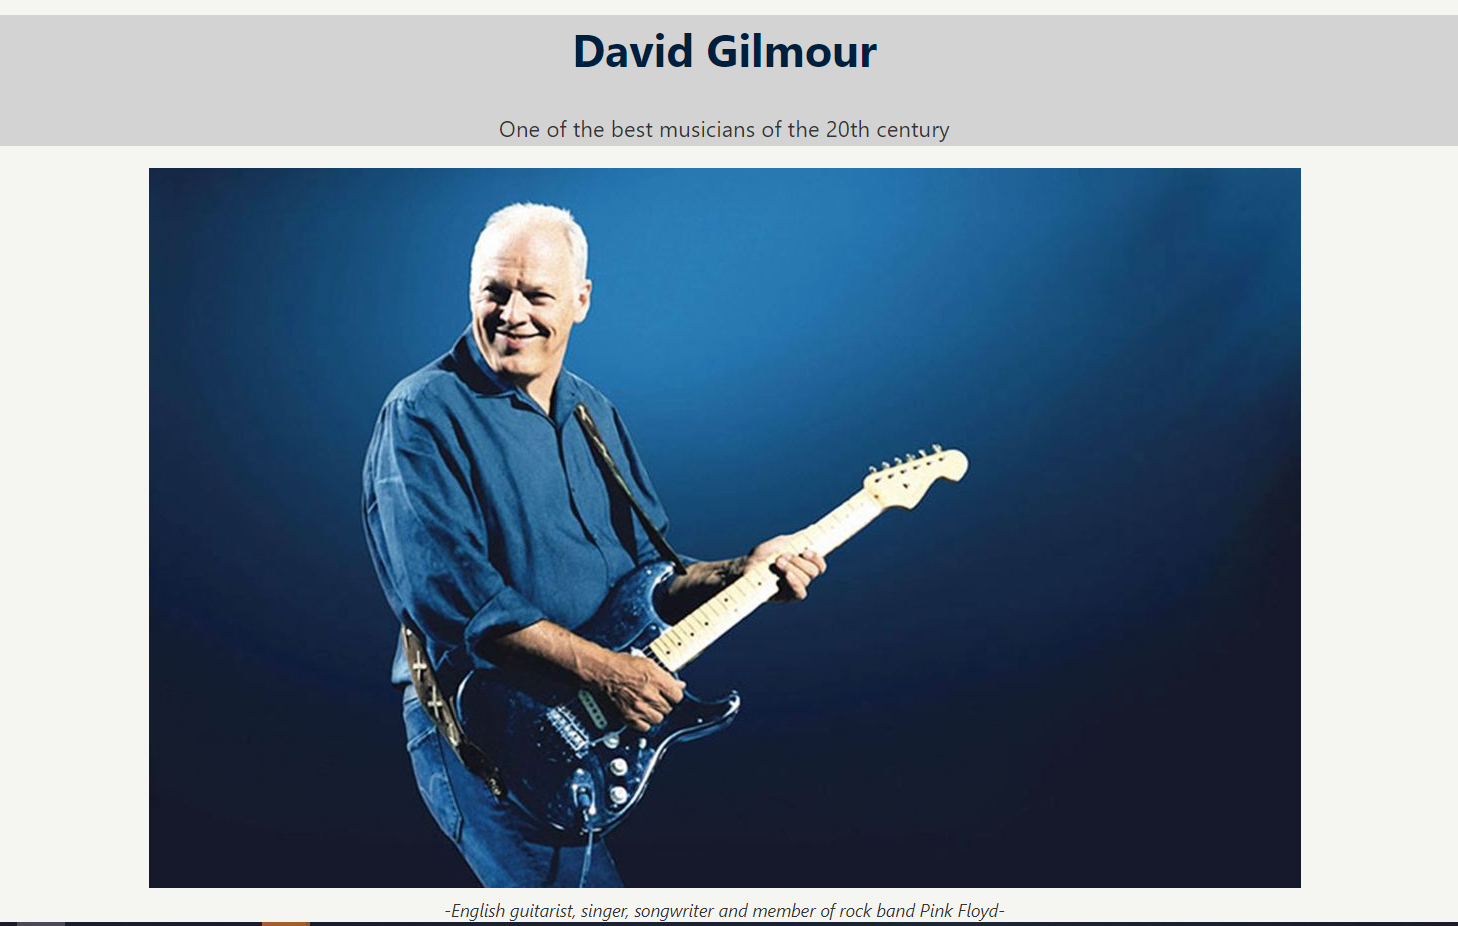 David Gilmour
One of the best musicians of the 20th century
-English guitarist, singer, songwriter and member of rock band Pink Floyd-